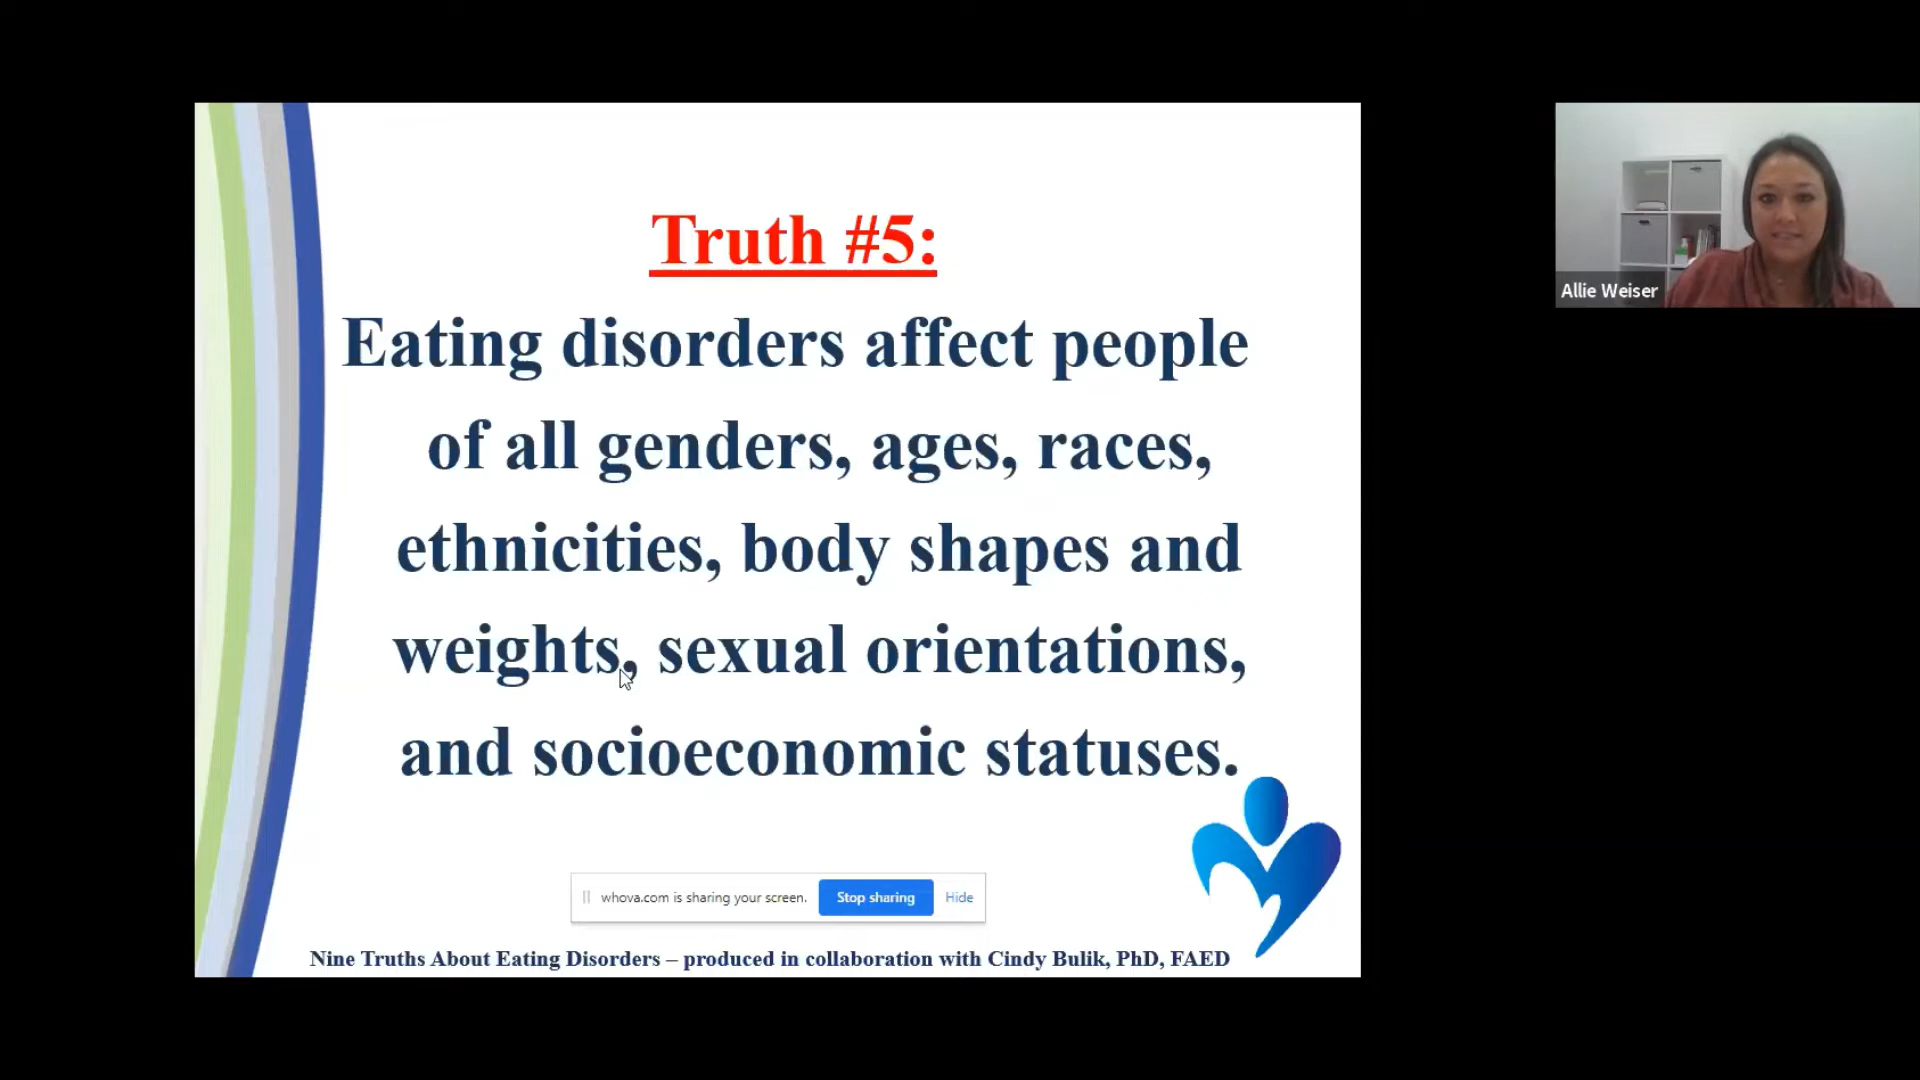 Truth #5:
Eating disorders affect people
of all genders, ages, races,
ethnicities, body shapes and
weights, sexual orientations,
and socioeconomic statuses.
whova.com is sharing your screen. Stop sharing Hide
Nine Truths About Eating Disorders – produced in collaboration with Cindy Bulik, PhD, FAED
Allie Weiser